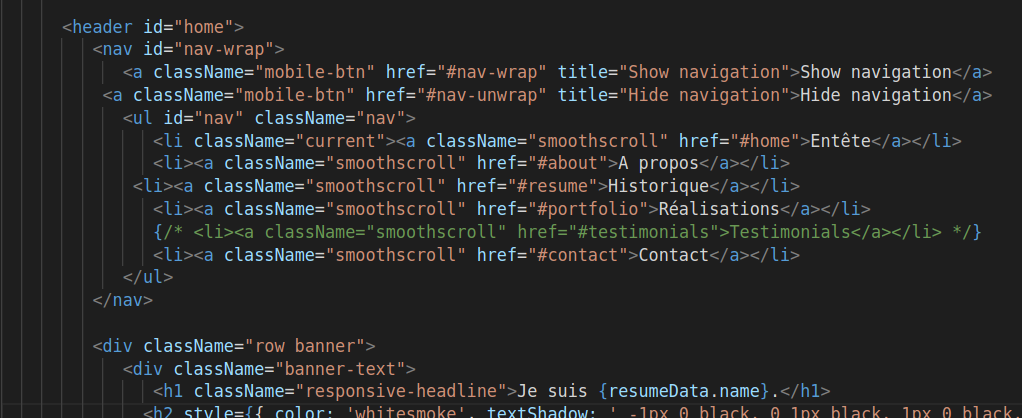 <header id="home">
<nav id="nav-wrap">
<a className="mobile-btn" href="#nav-wrap" title="Show navigation">Show navigation</a>
<a className="mobile-btn" href="#nav-unwrap" title="Hide navigation">Hide navigation</a>
<ul id="nav" className="nav">
<li className="current"><a className="smoothscroll" href="#home">Entête</a></li>
<li><a className="smoothscroll" href="#about">A propos</a></li>
<li><a className="smoothscroll" href="#resume">Historique</a></li>
<li><a className="smoothscroll" href="#portfolio">Réalisations</a></li>
{/* <li><a className="smoothscroll" href="#testimonials">Testimonials</a></li> */}
<li><a className="smoothscroll" href="#contact">Contact</a></li>
</ul>
</nav>
<div className="row banner">
<div className="banner-text">
<h1 className="responsive-headline">Je suis {resumeData.name}.</h1>
<h2 style={{ color: 'whitesmoke', textShadow: ' -1px 0 black, 0 1px black, 1px 0 black